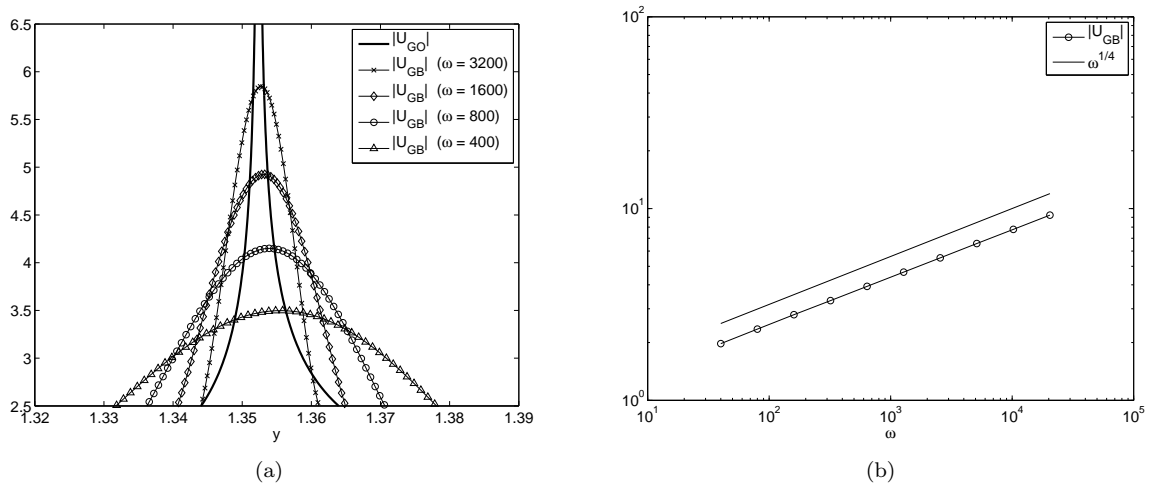 6.5
6
5.5
5
4.5
4
3.5
3
2.5
1.32 1.33 1.34 1.35 1.36 1.37 1.38 1.39
y
|U_GO|
|U_GB| (ω = 3200)
|U_GB| (ω = 1600)
|U_GB| (ω = 800)
|U_GB| (ω = 400)
(a)
10^2
10^1
10^0
10^1 10^2 10^3 10^4 10^5
ω
|U_GB|
ω^1/4
(b)